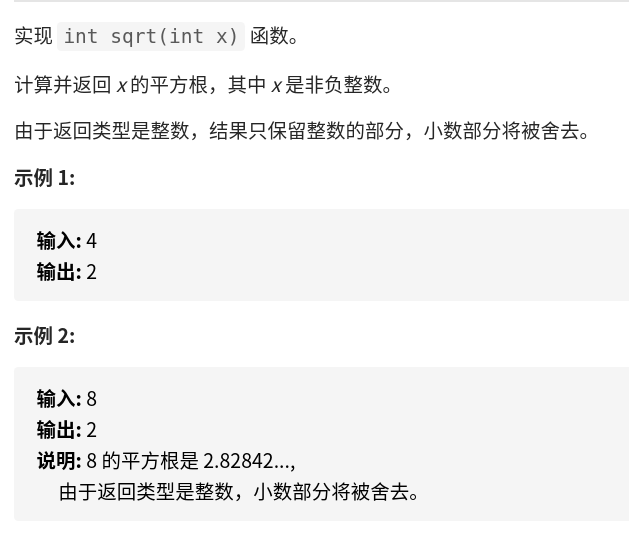 实现 int sqrt(int x) 函数。
计算并返回 x 的平方根，其中 x 是非负整数。
由于返回类型是整数，结果只保留整数的部分，小数部分将被舍去。
示例 1:
输入: 4
输出: 2
示例 2:
输入: 8
输出: 2
说明: 8 的平方根是 2.82842...,
由于返回类型是整数，小数部分将被舍去。